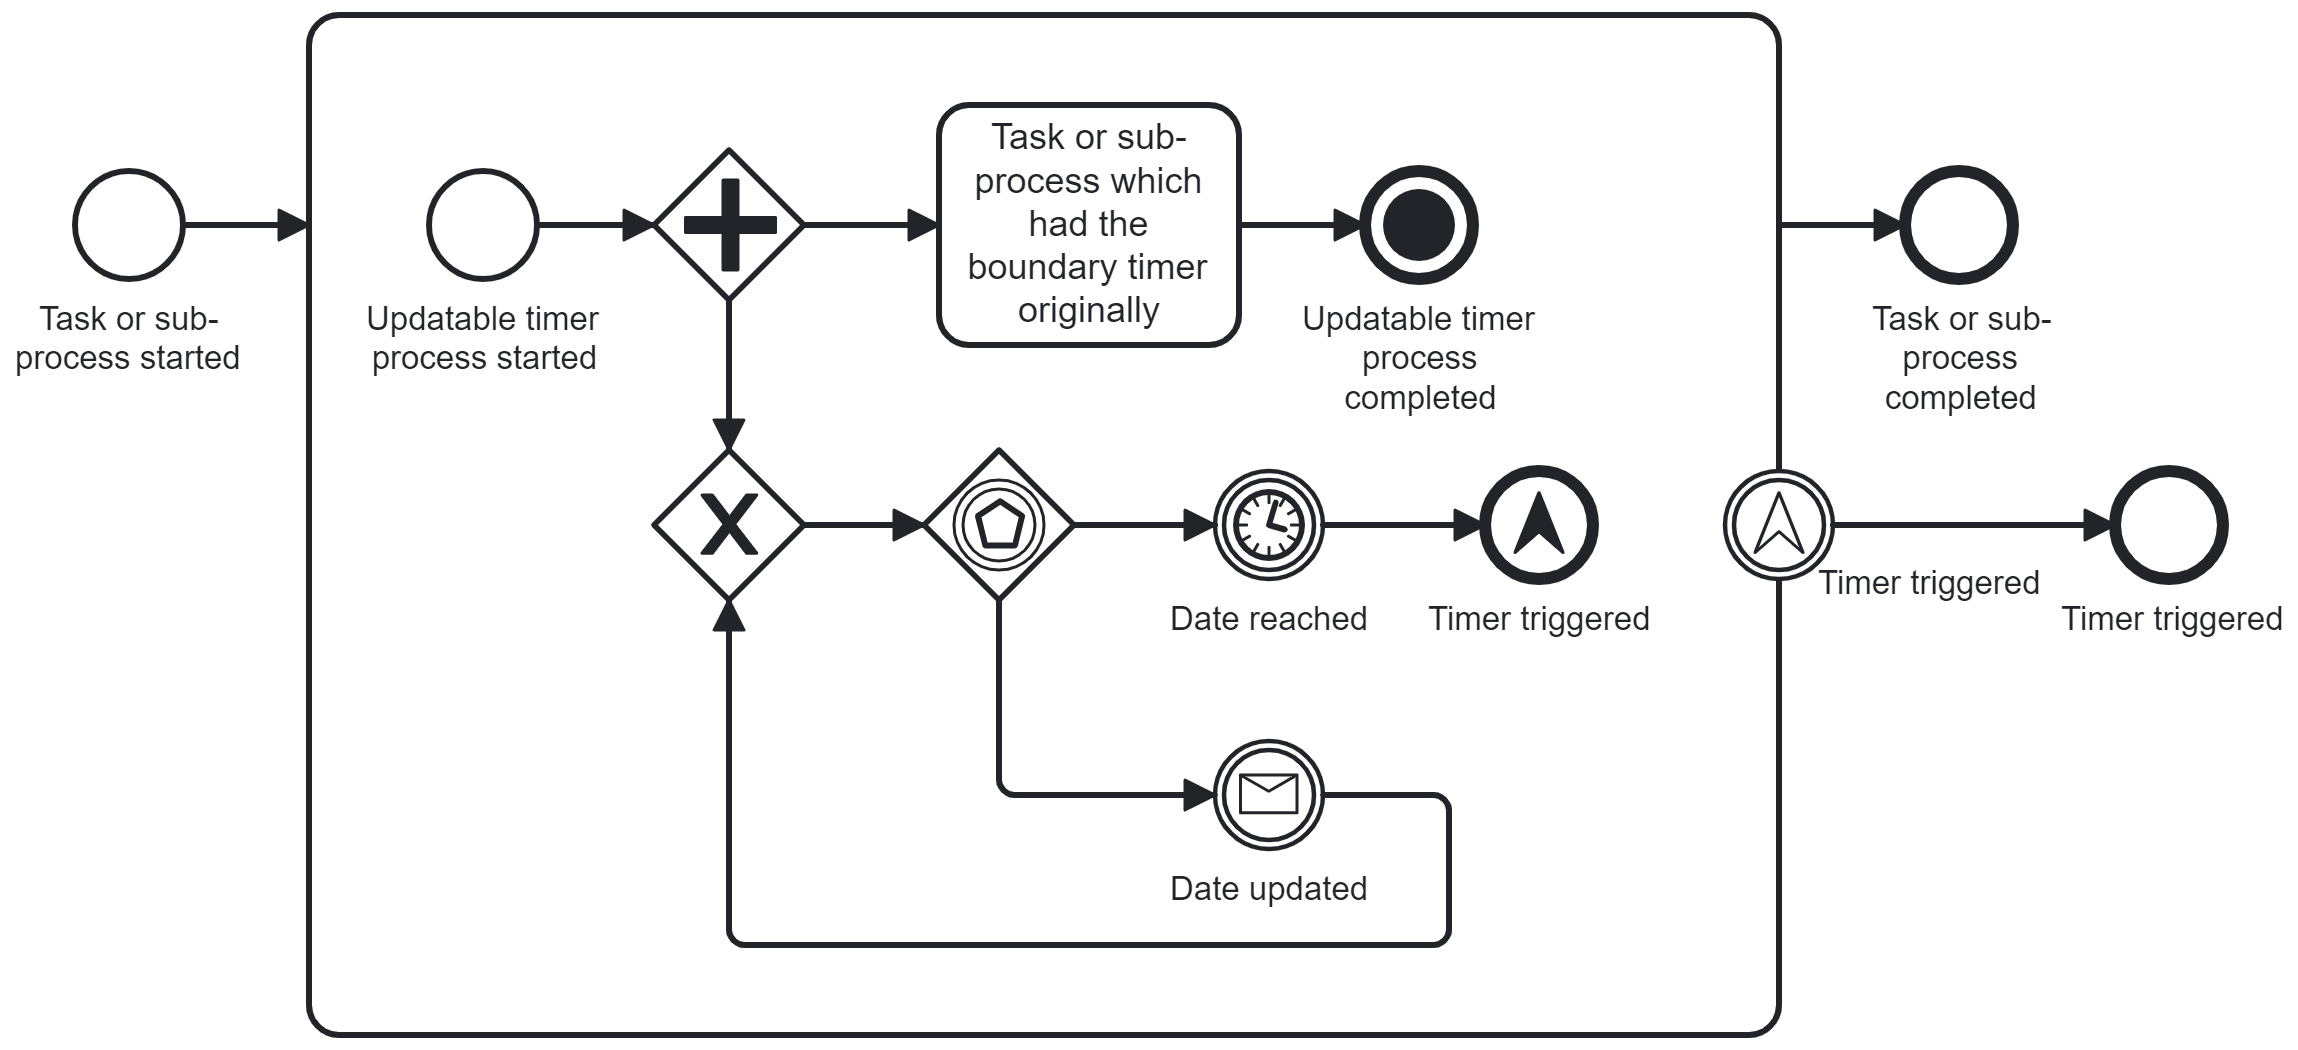 Task or sub-
process which
had the
boundary timer
originally
Task or sub-
process started
Updatable timer
process started
Updatable timer
process
completed
Task or sub-
process
completed
Date reached
Timer triggered
Timer triggered
Timer triggered
Date updated